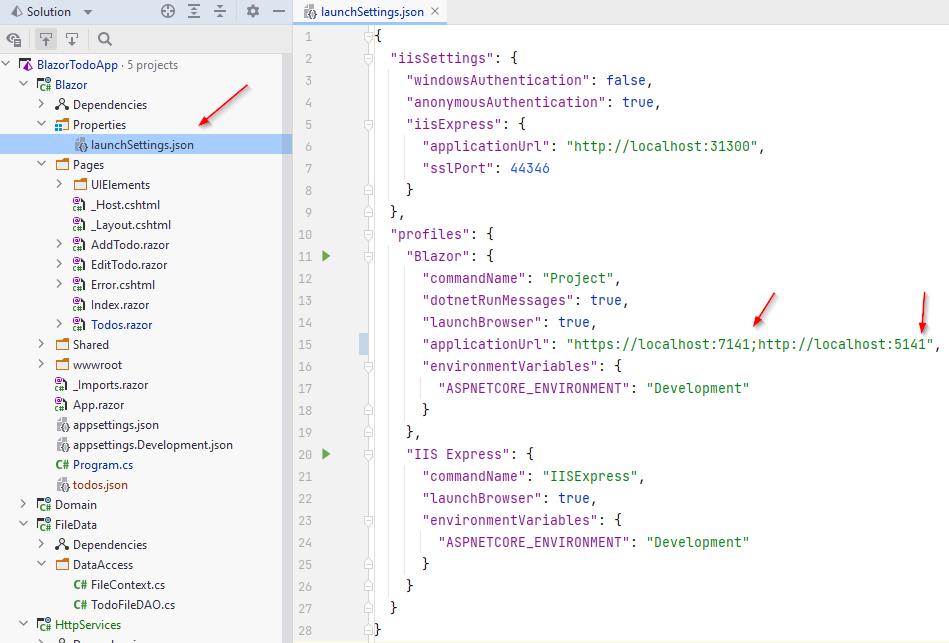 Solution
BlazorTodoApp · 5 projects
Blazor
Dependencies
Properties
launchSettings.json
Pages
UIElements
_Host.cshtml
_Layout.cshtml
AddTodo.razor
EditTodo.razor
Error.cshtml
Index.razor
Todos.razor
Shared
wwwroot
_Imports.razor
App.razor
appsettings.json
appsettings.Development.json
C# Program.cs
todos.json
Domain
FileData
Dependencies
DataAccess
C# FileContext.cs
C# TodoFileDAO.cs
HttpServices
launchSettings.json
1 {
2 "iisSettings": {
3 "windowsAuthentication": false,
4 "anonymousAuthentication": true,
5 "iisExpress": {
6 "applicationUrl": "http://localhost:31300",
7 "sslPort": 44346
8 }
9 },
10 "profiles": {
11 "Blazor": {
12 "commandName": "Project",
13 "dotnetRunMessages": true,
14 "launchBrowser": true,
15 "applicationUrl": "https://localhost:7141;http://localhost:5141",
16 "environmentVariables": {
17 "ASPNETCORE_ENVIRONMENT": "Development"
18 }
19 },
20 "IIS Express": {
21 "commandName": "IISExpress",
22 "launchBrowser": true,
23 "environmentVariables": {
24 "ASPNETCORE_ENVIRONMENT": "Development"
25 }
26 }
27 }
28 }